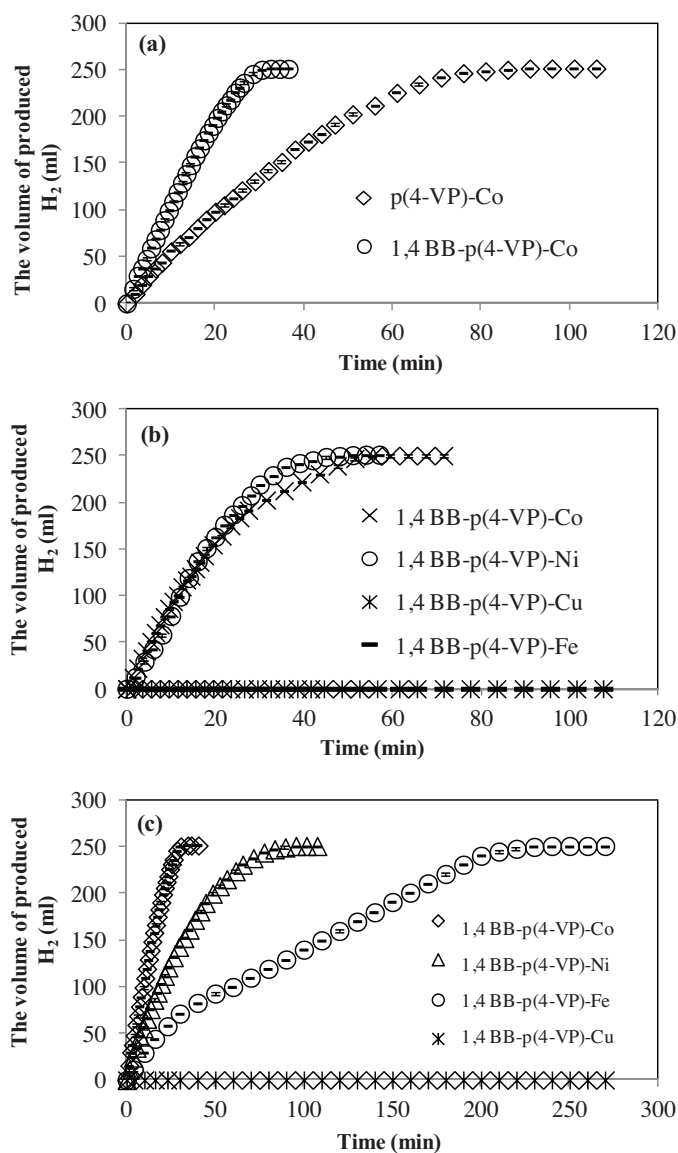 (a)
300
250
200
150
100
50
0
The volume of produced
H₂ (ml)
p(4-VP)-Co
1,4 BB-p(4-VP)-Co
0 20 40 60 80 100 120
Time (min)
(b)
300
250
200
150
100
50
0
The volume of produced
H₂ (ml)
1,4 BB-p(4-VP)-Co
1,4 BB-p(4-VP)-Ni
1,4 BB-p(4-VP)-Cu
1,4 BB-p(4-VP)-Fe
0 20 40 60 80 100 120
Time (min)
(c)
300
250
200
150
100
50
0
The volume of produced
H₂ (ml)
1,4 BB-p(4-VP)-Co
1,4 BB-p(4-VP)-Ni
1,4 BB-p(4-VP)-Fe
1,4 BB-p(4-VP)-Cu
0 50 100 150 200 250 300
Time (min)